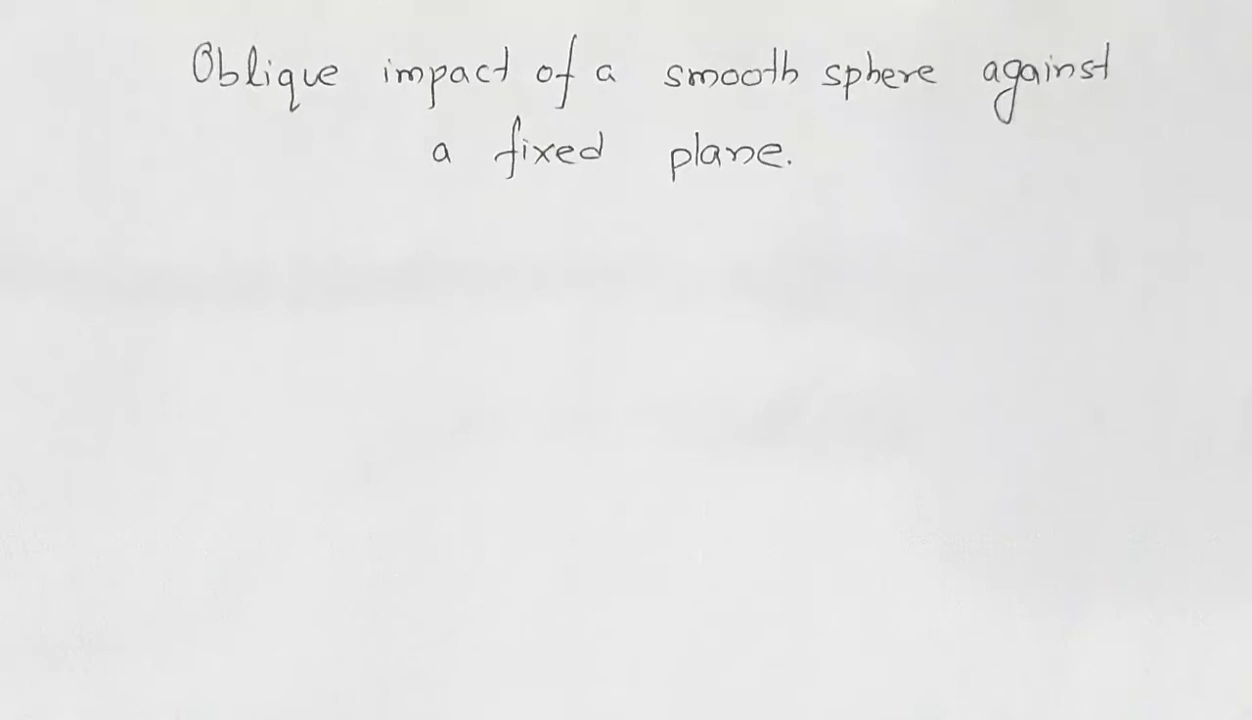 Oblique impact of a smooth sphere against
a fixed plane.